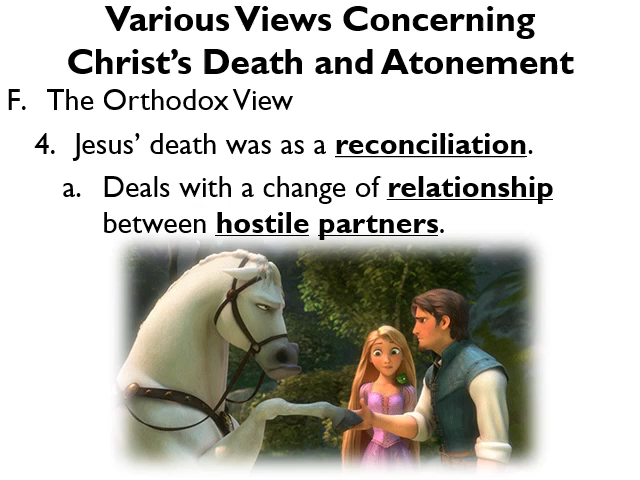 Various Views Concerning
Christ’s Death and Atonement
F. The Orthodox View
4. Jesus’ death was as a reconciliation.
a. Deals with a change of relationship
between hostile partners.